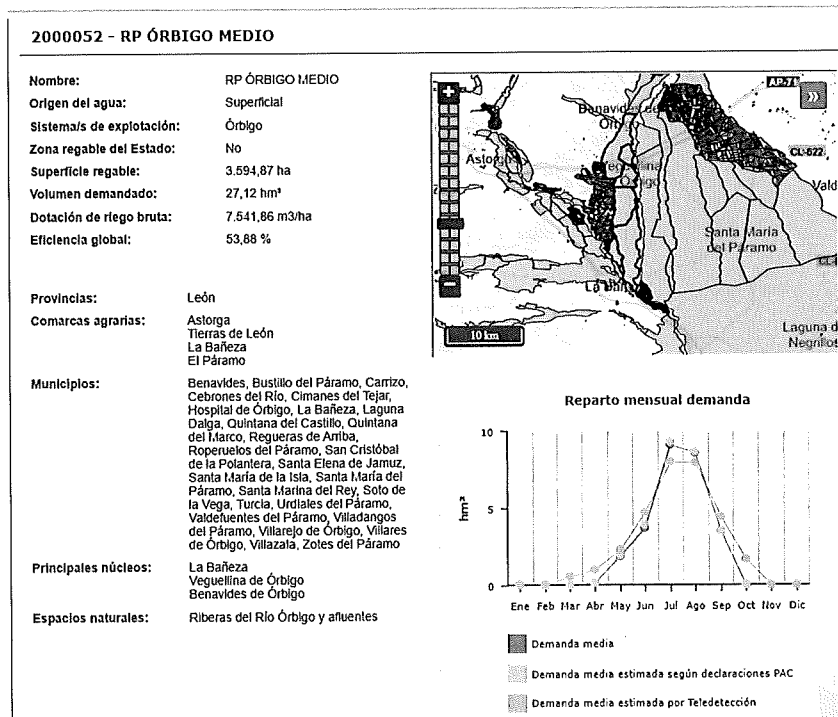 2000052 - RP ÓRBIGO MEDIO
Nombre: RP ÓRBIGO MEDIO
Origen del agua: Superficial
Sistema/s de explotación: Órbigo
Zona regable del Estado: No
Superficie regable: 3.594,87 ha
Volumen demandado: 27,12 hm³
Dotación de riego bruta: 7.541,86 m3/ha
Eficiencia global: 53,88 %
Provincias: León
Comarcas agrarias: Astorga
Tierras de León
La Bañeza
El Páramo
Municipios: Benavides, Bustillo del Páramo, Carrizo,
Cebrones del Río, Cimanes del Tejar,
Hospital de Órbigo, La Bañeza, Laguna
Dalga, Quintana del Castillo, Quintana
del Marco, Regueras de Arriba,
Roperuelos del Páramo, San Cristóbal
de la Polantera, Santa Elena de Jamuz,
Santa María de la Isla, Santa María del
Páramo, Santa Marina del Rey, Soto de
la Vega, Turcia, Urdiales del Páramo,
Valdefuentes del Páramo, Villadangos
del Páramo, Villarejo de Órbigo, Villares
de Órbigo, Villazala, Zotes del Páramo
Principales núcleos: La Bañeza
Veguellina de Órbigo
Benavides de Órbigo
Espacios naturales: Riberas del Río Órbigo y afluentes
AP-71
»
Benavides de
Órbigo
CL-622
Astorga
Órbigo
Vald
Santa María
del Páramo
Laguna d
Negrillos
10 km
Reparto mensual demanda
10
hm³
5
0
Ene Feb Mar Abr May Jun Jul Ago Sep Oct Nov Dic
Demanda media
Demanda media estimada según declaraciones PAC
Demanda media estimada por Teledetección